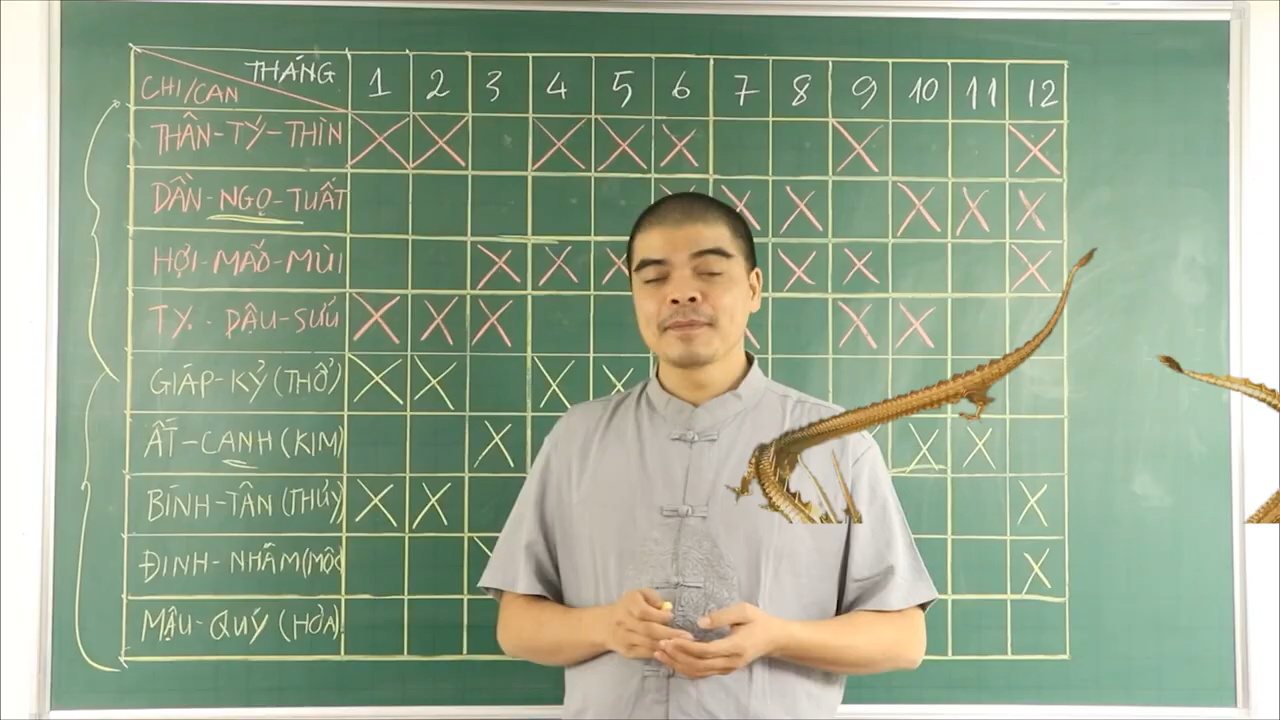 THÁNG 1 2 3 4 5 6 7 8 9 10 11 12
CHI/CAN
THÂN-TÝ-THÌN X X X X X X X
DẦN-NGỌ-TUẤT X X X X X X
HỢI-MÃO-MÙI X X X X X X
TỴ-DẬU-SỬU X X X X X
GIÁP-KỶ (THỔ) X X X X
ẤT-CANH (KIM) X X X
BÍNH-TÂN (THỦY) X X X
ĐINH-NHÂM (MỘC X
MẬU-QUÝ (HỎA)